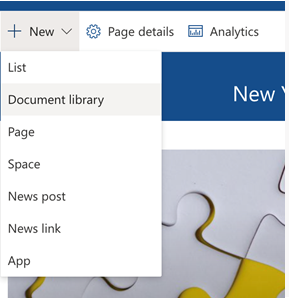 New
Page details
Analytics
List
Document library
New
Page
Space
News post
News link
App